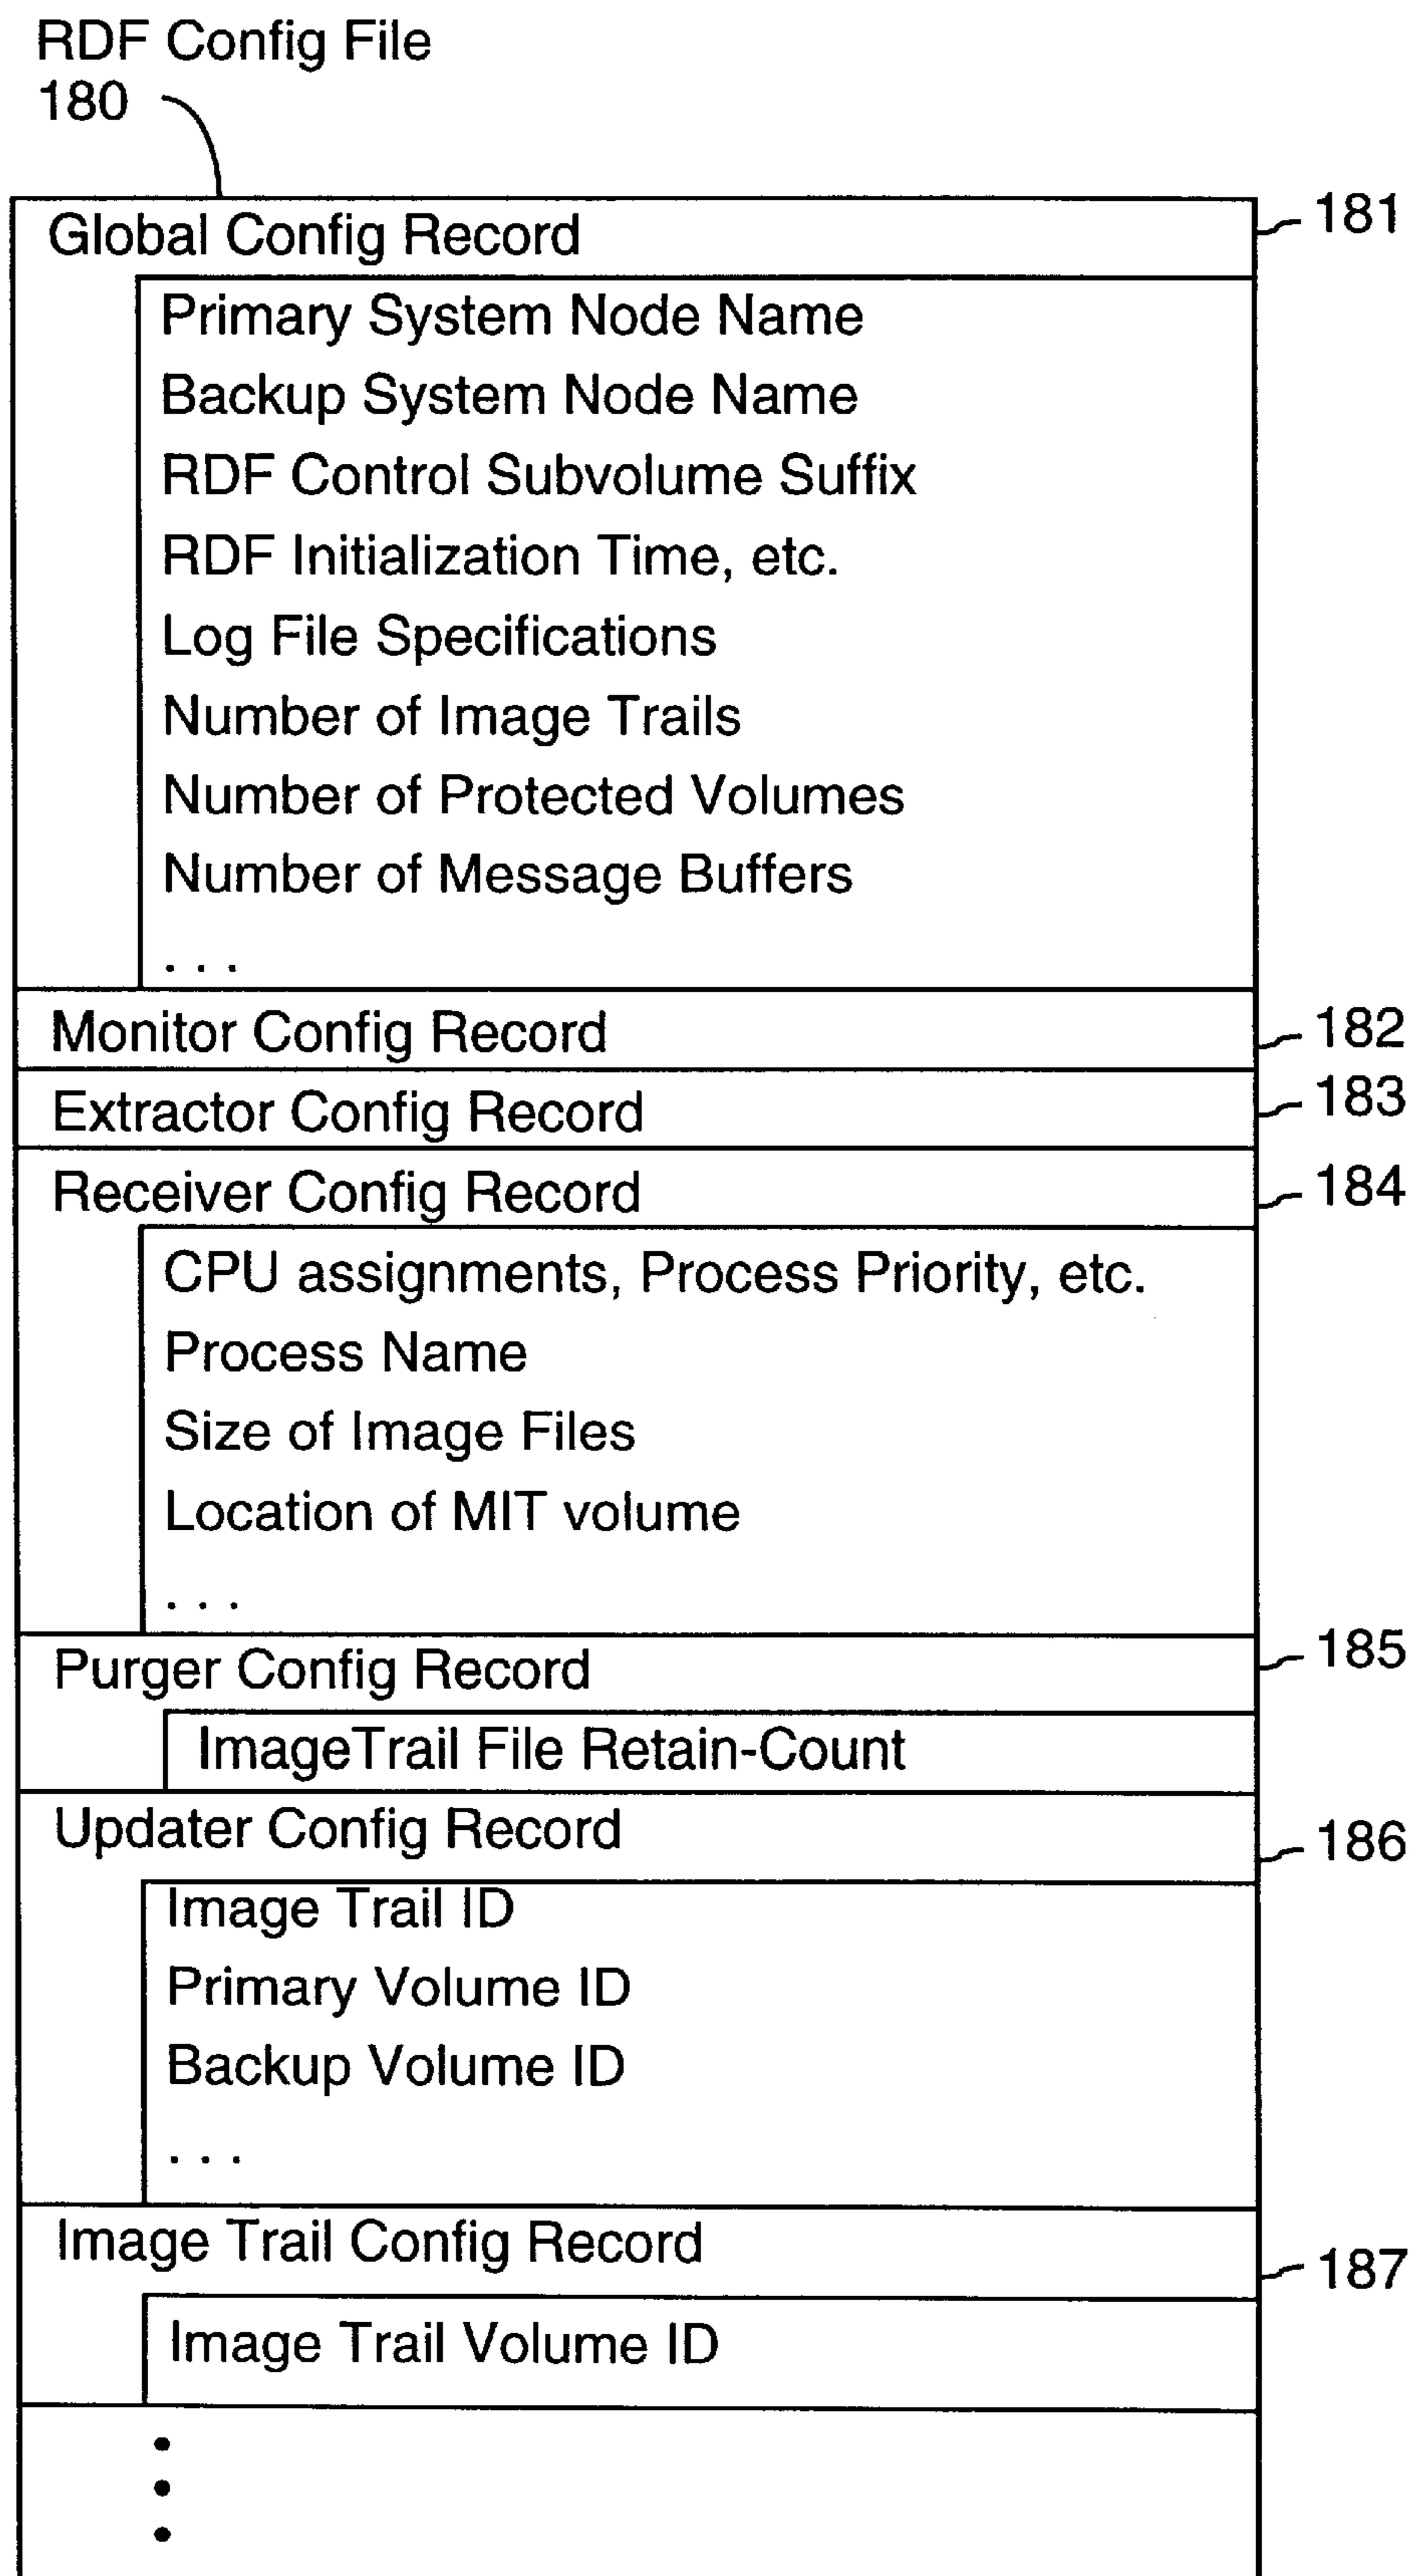 RDF Config File
180
Global Config Record
181
Primary System Node Name
Backup System Node Name
RDF Control Subvolume Suffix
RDF Initialization Time, etc.
Log File Specifications
Number of Image Trails
Number of Protected Volumes
Number of Message Buffers
. . .
Monitor Config Record
182
Extractor Config Record
183
Receiver Config Record
184
CPU assignments, Process Priority, etc.
Process Name
Size of Image Files
Location of MIT volume
. . .
Purger Config Record
185
ImageTrail File Retain-Count
Updater Config Record
186
Image Trail ID
Primary Volume ID
Backup Volume ID
. . .
Image Trail Config Record
187
Image Trail Volume ID